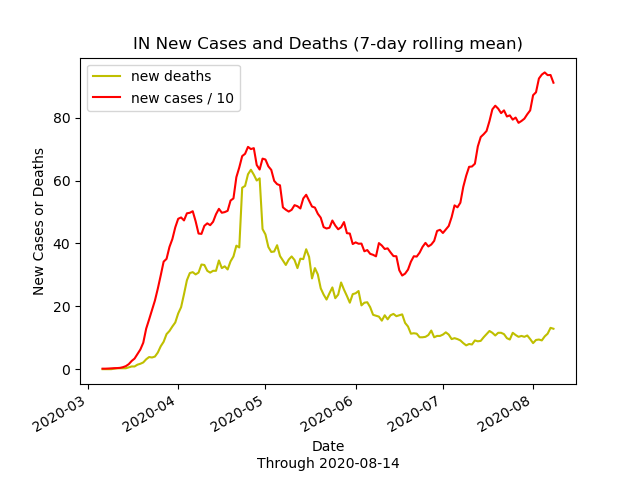 IN New Cases and Deaths (7-day rolling mean)
new deaths
new cases / 10
New Cases or Deaths
80
60
40
20
0
2020-03
2020-04
2020-05
2020-06
2020-07
2020-08
Date
Through 2020-08-14